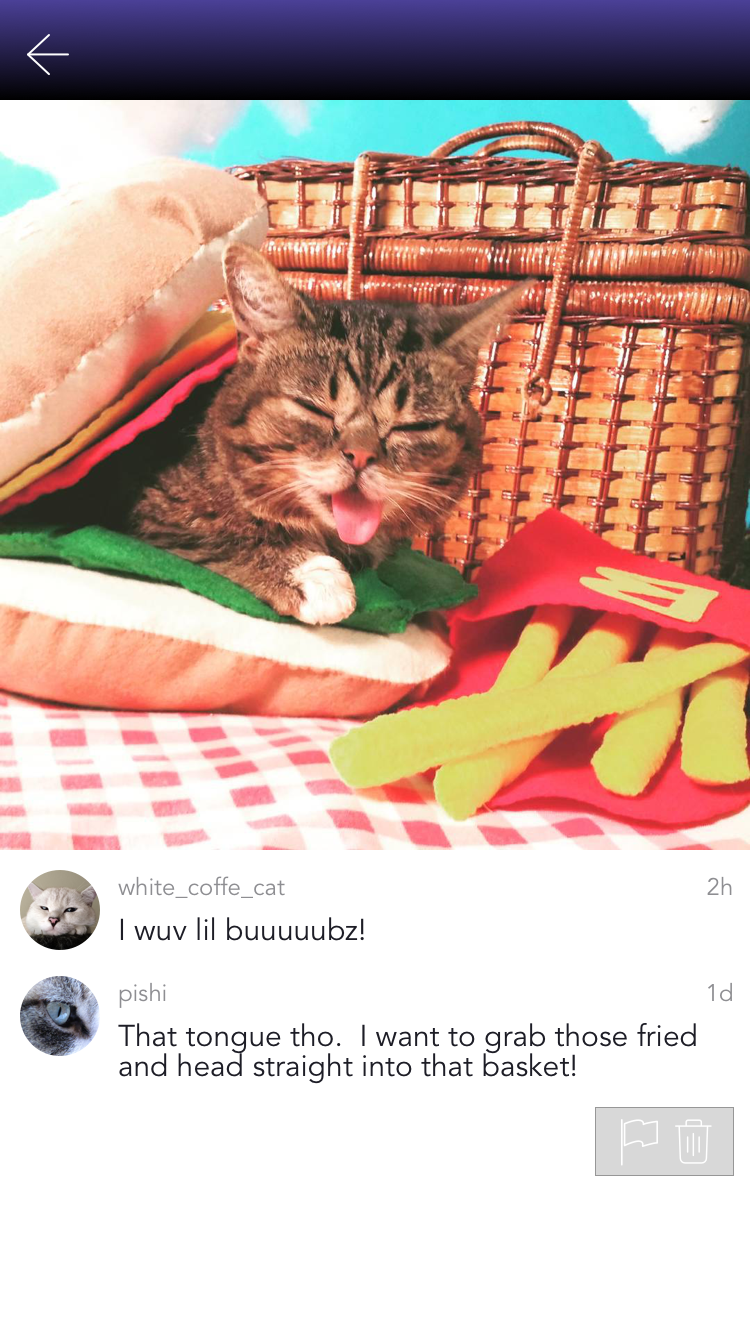 white_coffe_cat
2h
I wuv lil buuuuubz!
pishi
1d
That tongue tho.  I want to grab those fried
and head straight into that basket!